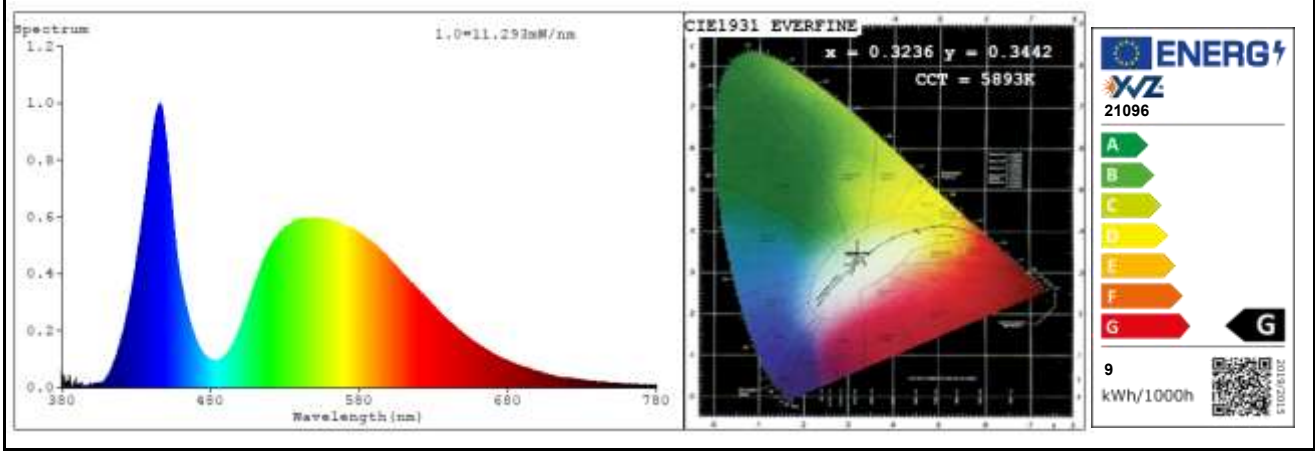 Spectrum
1.0=11.293mW/nm
1.2
1.0
0.8
0.6
0.4
0.2
0.0
380 480 580 680 780
Wavelength(nm)
CIE1931 EVERFINE
x = 0.3236 y = 0.3442
CCT = 5893K
ENERG
XVZ
21096
A
B
C
D
E
F
G
G
9
kWh/1000h
2019/2015